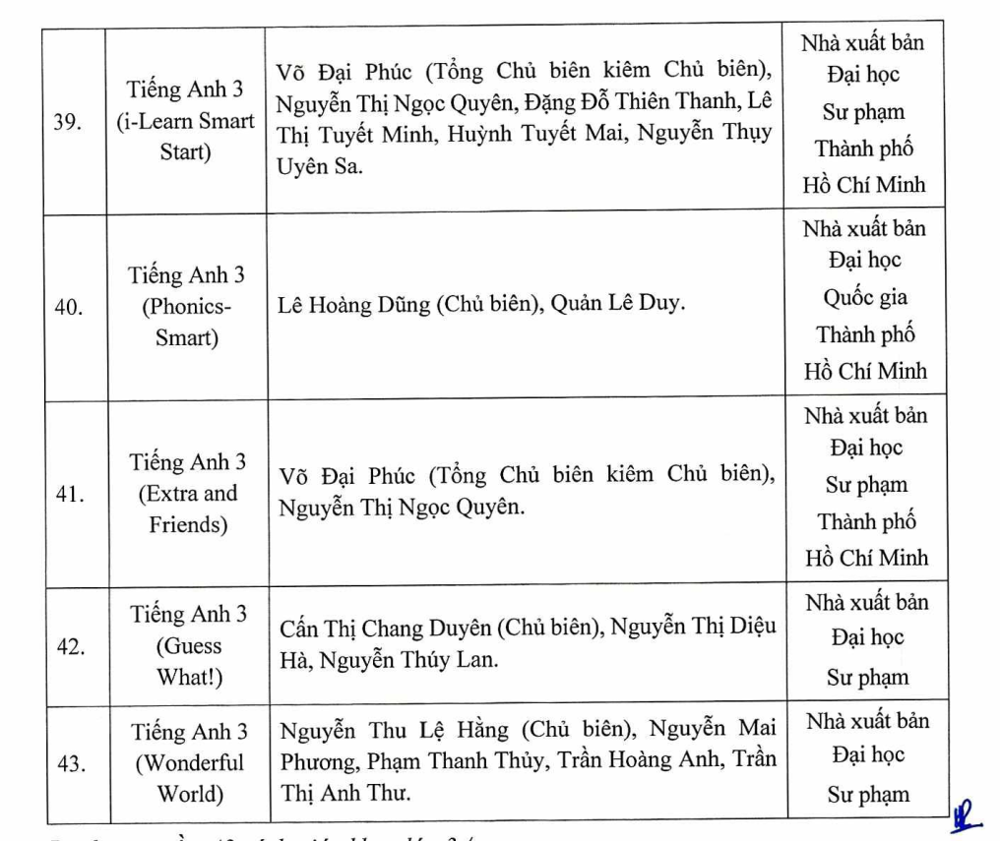 39.
Tiếng Anh 3
(i-Learn Smart
Start)
Võ Đại Phúc (Tổng Chủ biên kiêm Chủ biên),
Nguyễn Thị Ngọc Quyên, Đặng Đỗ Thiên Thanh, Lê
Thị Tuyết Minh, Huỳnh Tuyết Mai, Nguyễn Thụy
Uyên Sa.
Nhà xuất bản
Đại học
Sư phạm
Thành phố
Hồ Chí Minh
40.
Tiếng Anh 3
(Phonics-
Smart)
Lê Hoàng Dũng (Chủ biên), Quản Lê Duy.
Nhà xuất bản
Đại học
Quốc gia
Thành phố
Hồ Chí Minh
41.
Tiếng Anh 3
(Extra and
Friends)
Võ Đại Phúc (Tổng Chủ biên kiêm Chủ biên),
Nguyễn Thị Ngọc Quyên.
Nhà xuất bản
Đại học
Sư phạm
Thành phố
Hồ Chí Minh
42.
Tiếng Anh 3
(Guess
What!)
Cấn Thị Chang Duyên (Chủ biên), Nguyễn Thị Diệu
Hà, Nguyễn Thúy Lan.
Nhà xuất bản
Đại học
Sư phạm
43.
Tiếng Anh 3
(Wonderful
World)
Nguyễn Thu Lệ Hằng (Chủ biên), Nguyễn Mai
Phương, Phạm Thanh Thủy, Trần Hoàng Anh, Trần
Thị Anh Thư.
Nhà xuất bản
Đại học
Sư phạm